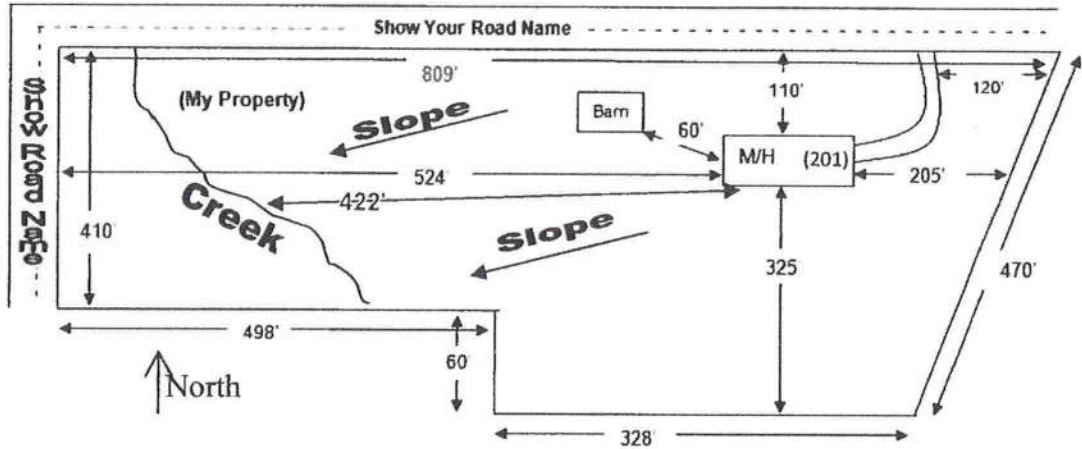 Show Your Road Name
Show Road Name
809'
(My Property)
Slope
Barn
110'
120'
60'
M/H (201)
524'
205'
422'
Creek
410'
Slope
325
470'
498'
60'
North
328'